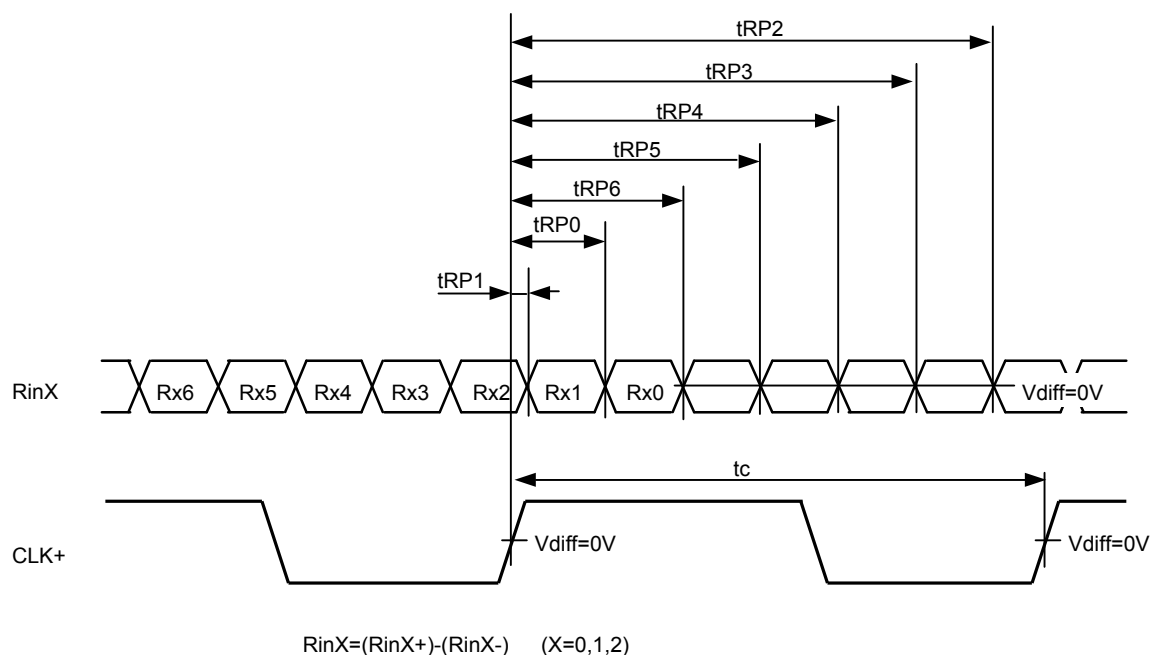 tRP2
tRP3
tRP4
tRP5
tRP6
tRP0
tRP1
RinX Rx6 Rx5 Rx4 Rx3 Rx2 Rx1 Rx0 Vdiff=0V
tc
CLK+ Vdiff=0V Vdiff=0V
RinX=(RinX+)-(RinX-) (X=0,1,2)